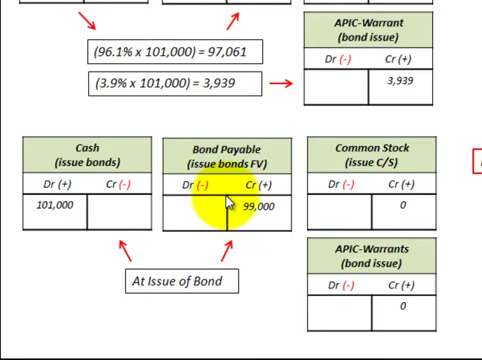 APIC-Warrant
(bond issue)
Dr (-) Cr (+)
3,939
(96.1% x 101,000) = 97,061
(3.9% x 101,000) = 3,939
Cash
(issue bonds)
Dr (+) Cr (-)
101,000
Bond Payable
(issue bonds FV)
Dr (-) Cr (+)
99,000
Common Stock
(issue C/S)
Dr (-) Cr (+)
0
At Issue of Bond
APIC-Warrants
(bond issue)
Dr (-) Cr (+)
0